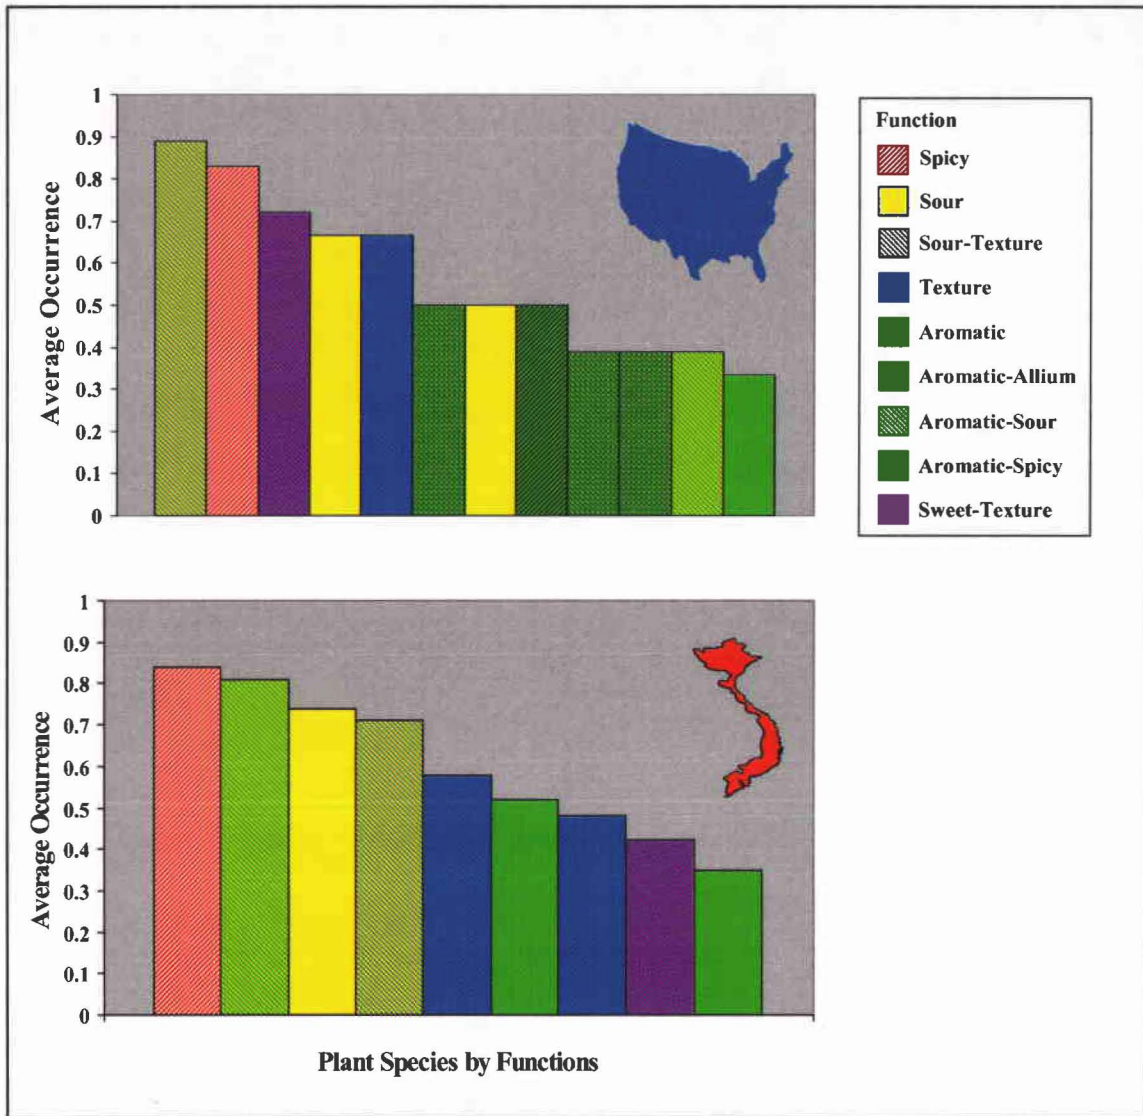 1
0.9
0.8
0.7
0.6
0.5
0.4
0.3
0.2
0.1
0
Average Occurrence
Function
Spicy
Sour
Sour-Texture
Texture
Aromatic
Aromatic-Allium
Aromatic-Sour
Aromatic-Spicy
Sweet-Texture
1
0.9
0.8
0.7
0.6
0.5
0.4
0.3
0.2
0.1
0
Average Occurrence
Plant Species by Functions